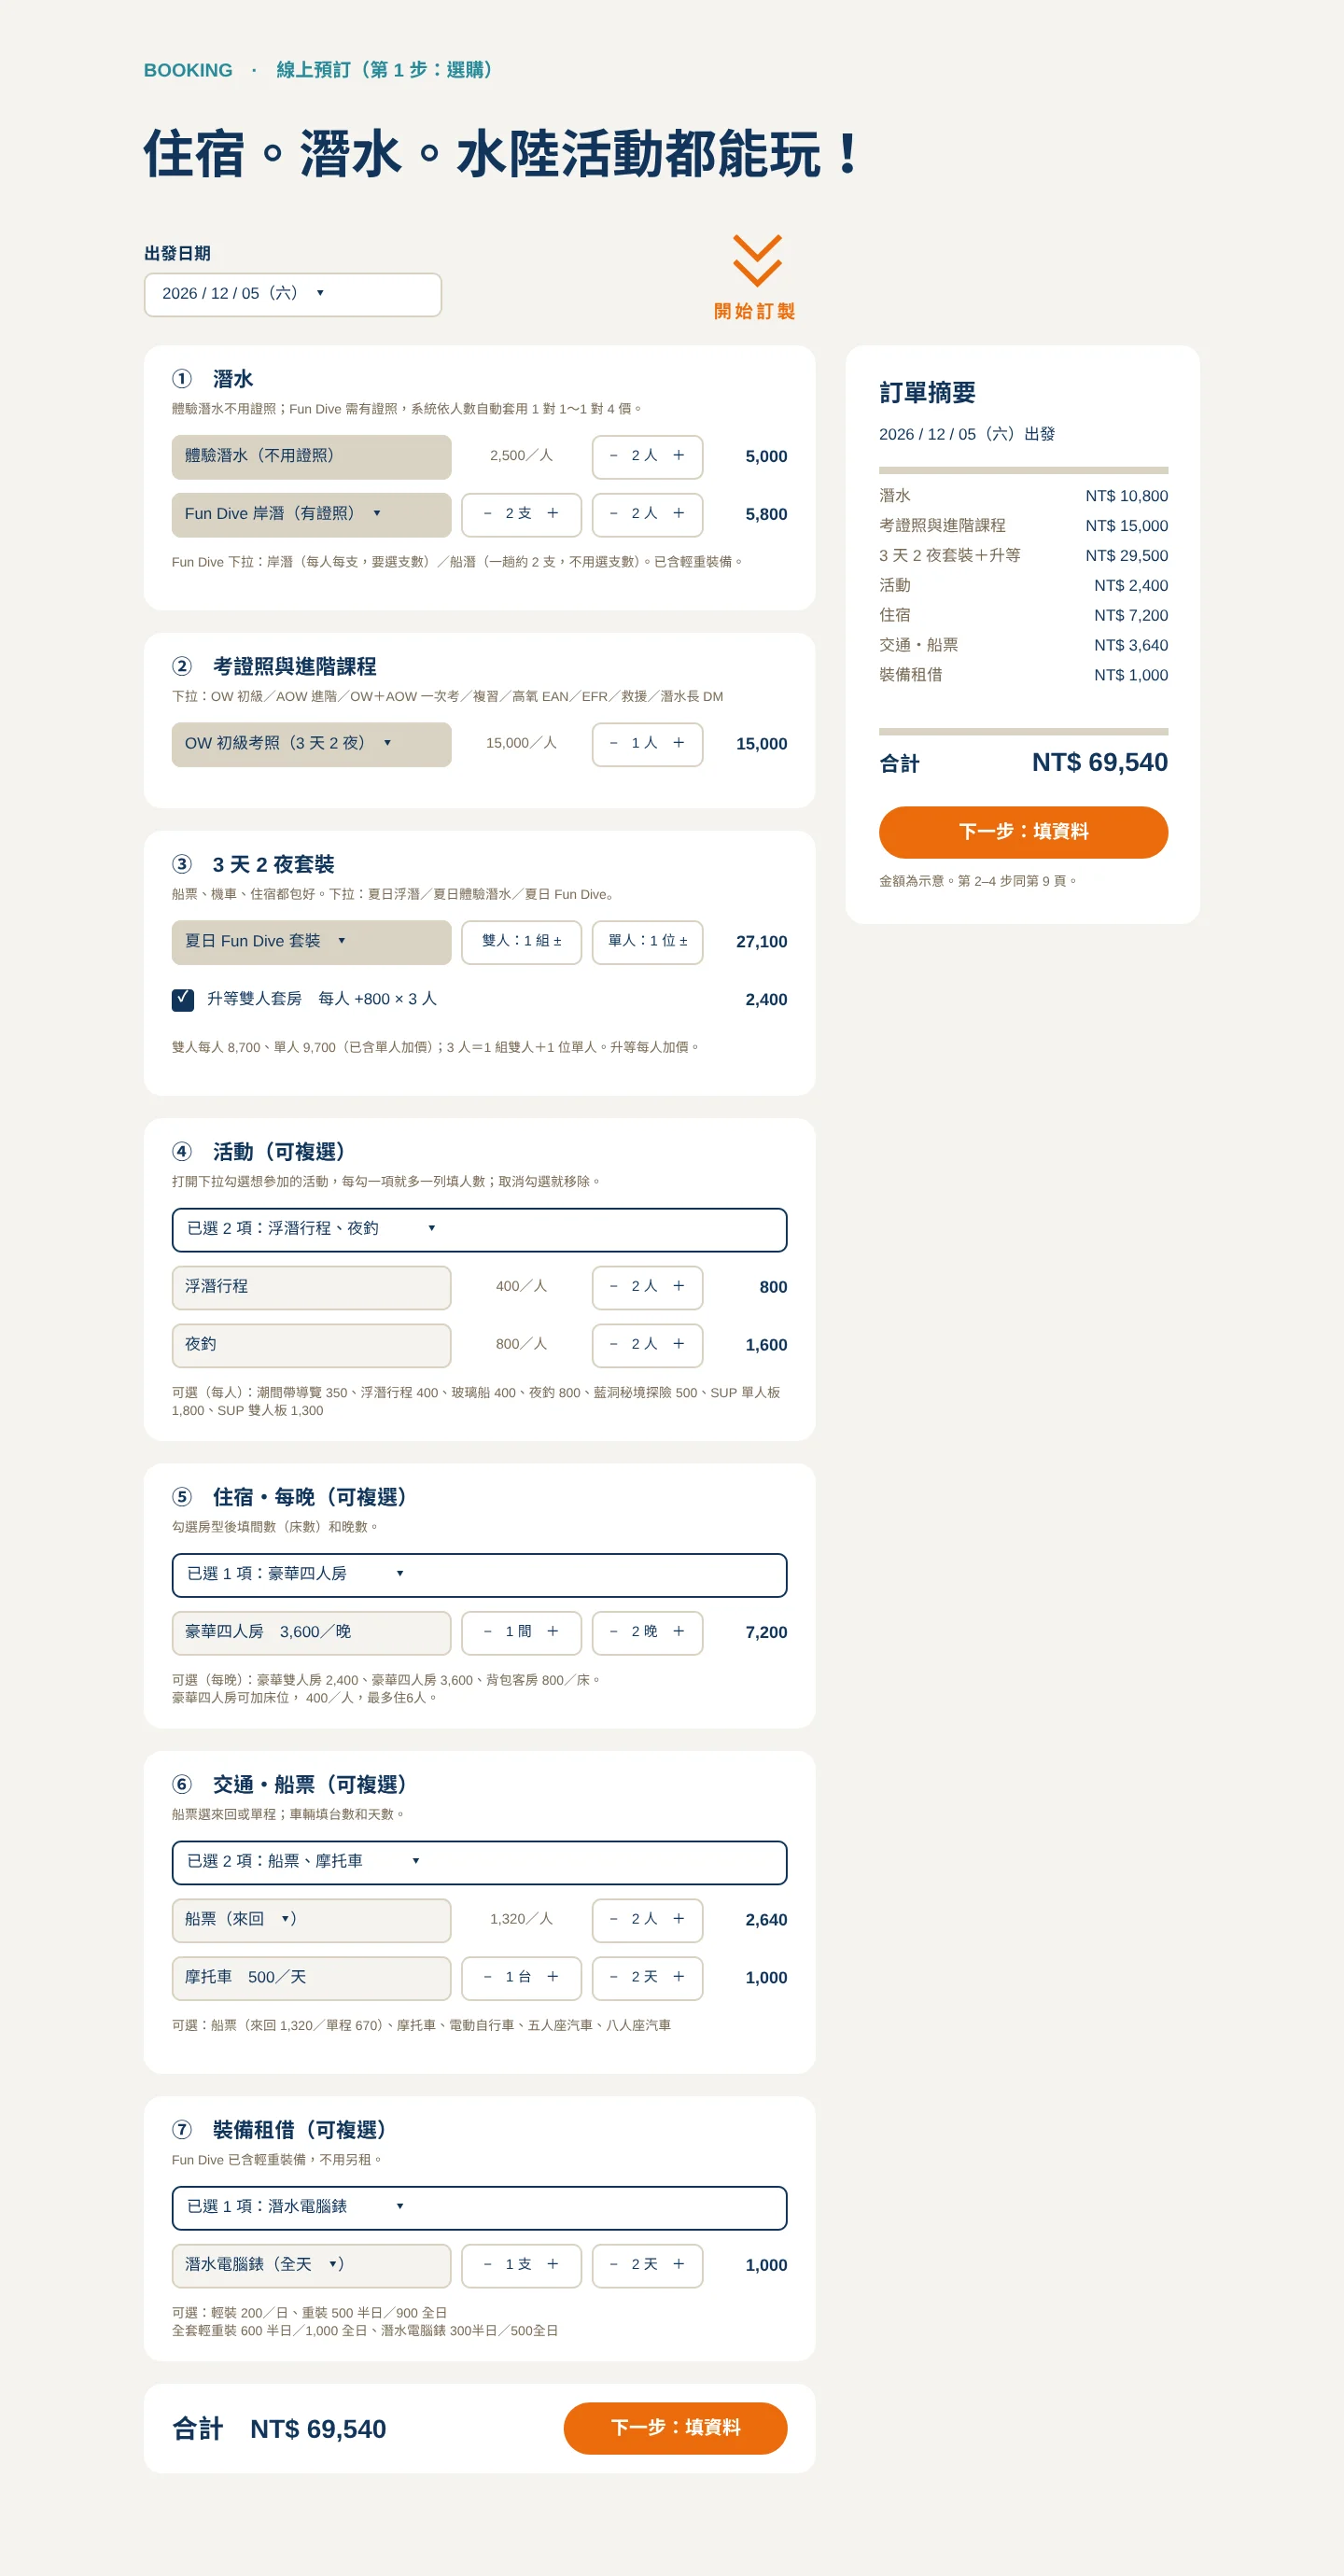 BOOKING · 線上預訂（第 1 步：選購）
住宿。潛水。水陸活動都能玩！
出發日期
2026 / 12 / 05（六） ▼
開始訂製
① 潛水
體驗潛水不用證照；Fun Dive 需有證照，系統依人數自動套用 1 對 1～1 對 4 價。
體驗潛水（不用證照） 2,500／人 − 2 人 ＋ 5,000
Fun Dive 岸潛（有證照） ▼ − 2 支 ＋ − 2 人 ＋ 5,800
Fun Dive 下拉：岸潛（每人每支，要選支數）／船潛（一趟約 2 支，不用選支數）。已含輕重裝備。
② 考證照與進階課程
下拉：OW 初級／AOW 進階／OW＋AOW 一次考／複習／高氧 EAN／EFR／救援／潛水長 DM
OW 初級考照（3 天 2 夜） ▼ 15,000／人 − 1 人 ＋ 15,000
③ 3 天 2 夜套裝
船票、機車、住宿都包好。下拉：夏日浮潛／夏日體驗潛水／夏日 Fun Dive。
夏日 Fun Dive 套裝 ▼ 雙人：1 組 ± 單人：1 位 ± 27,100
✓ 升等雙人套房 每人 +800 × 3 人 2,400
雙人每人 8,700、單人 9,700（已含單人加價）；3 人＝1 組雙人＋1 位單人。升等每人加價。
④ 活動（可複選）
打開下拉勾選想參加的活動，每勾一項就多一列填人數；取消勾選就移除。
已選 2 項：浮潛行程、夜釣 ▼
浮潛行程 400／人 − 2 人 ＋ 800
夜釣 800／人 − 2 人 ＋ 1,600
可選（每人）：潮間帶導覽 350、浮潛行程 400、玻璃船 400、夜釣 800、藍洞秘境探險 500、SUP 單人板
1,800、SUP 雙人板 1,300
⑤ 住宿・每晚（可複選）
勾選房型後填間數（床數）和晚數。
已選 1 項：豪華四人房 ▼
豪華四人房 3,600／晚 − 1 間 ＋ − 2 晚 ＋ 7,200
可選（每晚）：豪華雙人房 2,400、豪華四人房 3,600、背包客房 800／床。
豪華四人房可加床位， 400／人，最多住6人。
⑥ 交通・船票（可複選）
船票選來回或單程；車輛填台數和天數。
已選 2 項：船票、摩托車 ▼
船票（來回 ▼） 1,320／人 − 2 人 ＋ 2,640
摩托車 500／天 − 1 台 ＋ − 2 天 ＋ 1,000
可選：船票（來回 1,320／單程 670）、摩托車、電動自行車、五人座汽車、八人座汽車
⑦ 裝備租借（可複選）
Fun Dive 已含輕重裝備，不用另租。
已選 1 項：潛水電腦錶 ▼
潛水電腦錶（全天 ▼） − 1 支 ＋ − 2 天 ＋ 1,000
可選：輕裝 200／日、重裝 500 半日／900 全日
全套輕重裝 600 半日／1,000 全日、潛水電腦錶 300半日／500全日
合計 NT$ 69,540 下一步：填資料
訂單摘要
2026 / 12 / 05（六）出發
潛水 NT$ 10,800
考證照與進階課程 NT$ 15,000
3 天 2 夜套裝＋升等 NT$ 29,500
活動 NT$ 2,400
住宿 NT$ 7,200
交通・船票 NT$ 3,640
裝備租借 NT$ 1,000
合計 NT$ 69,540
下一步：填資料
金額為示意。第 2–4 步同第 9 頁。